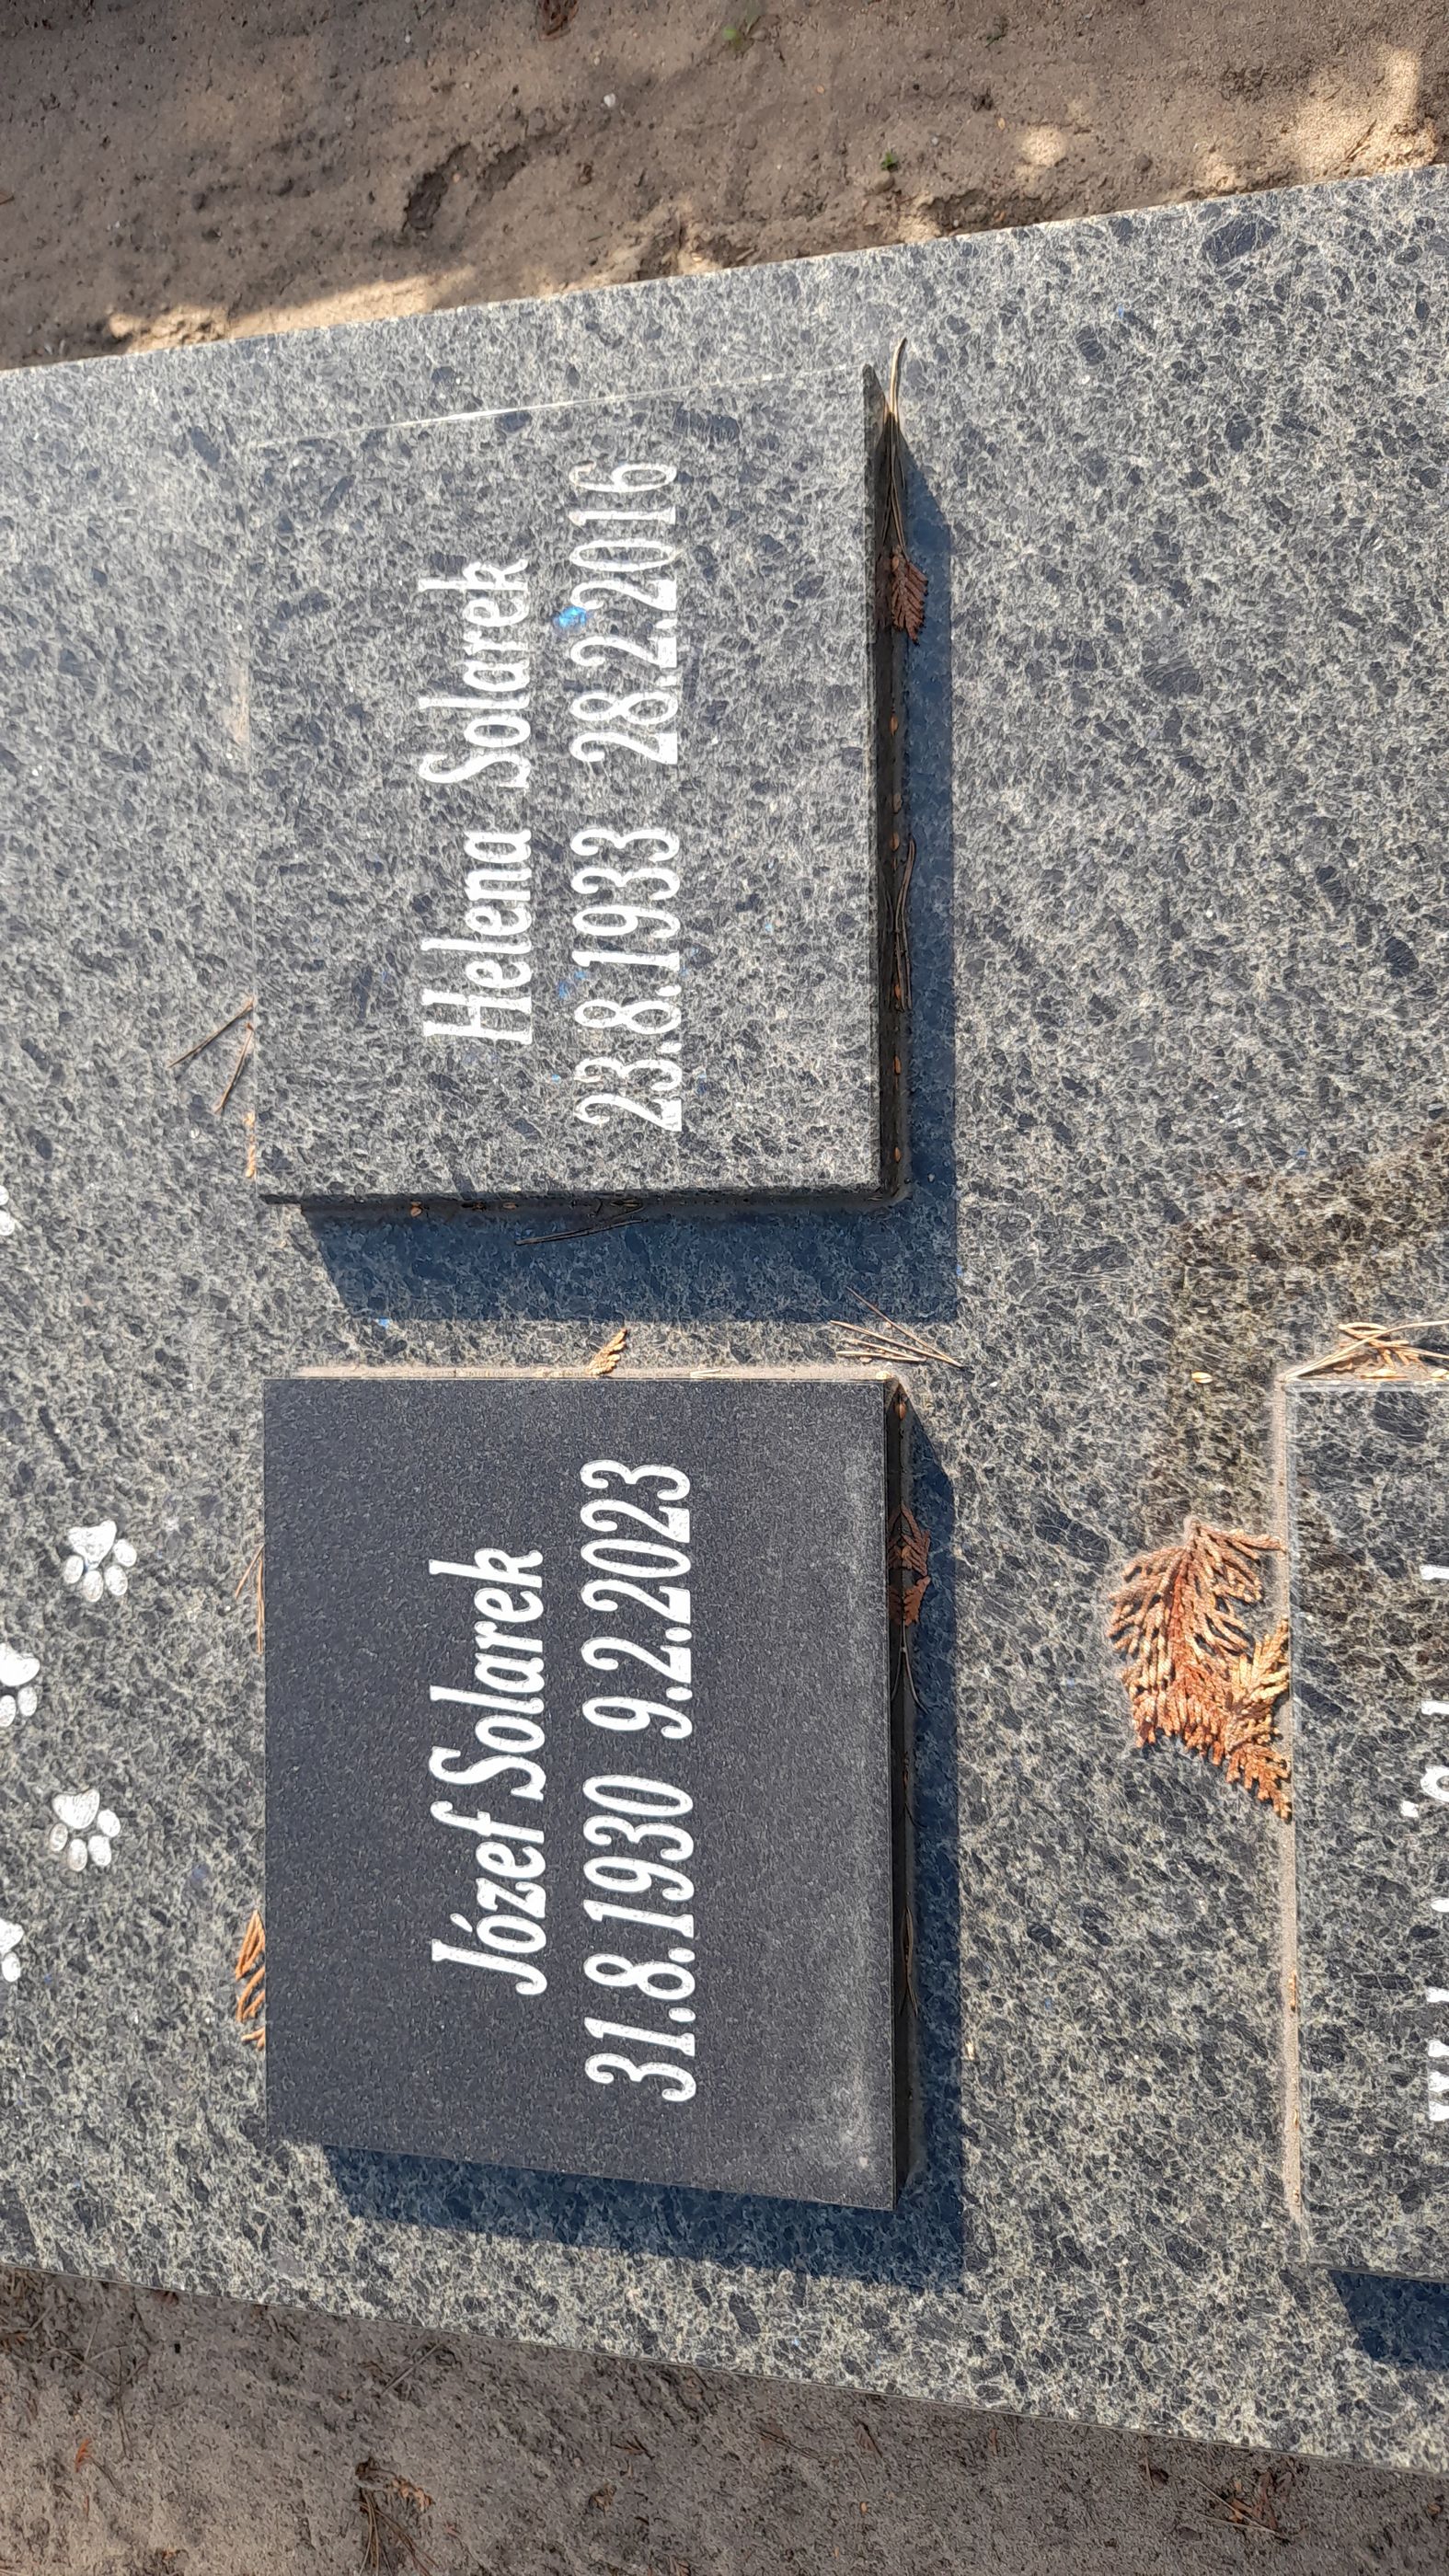 Józef Solarek
31.8.1930 9.2.2023
Helena Solarek
23.8.1933 28.2.2016